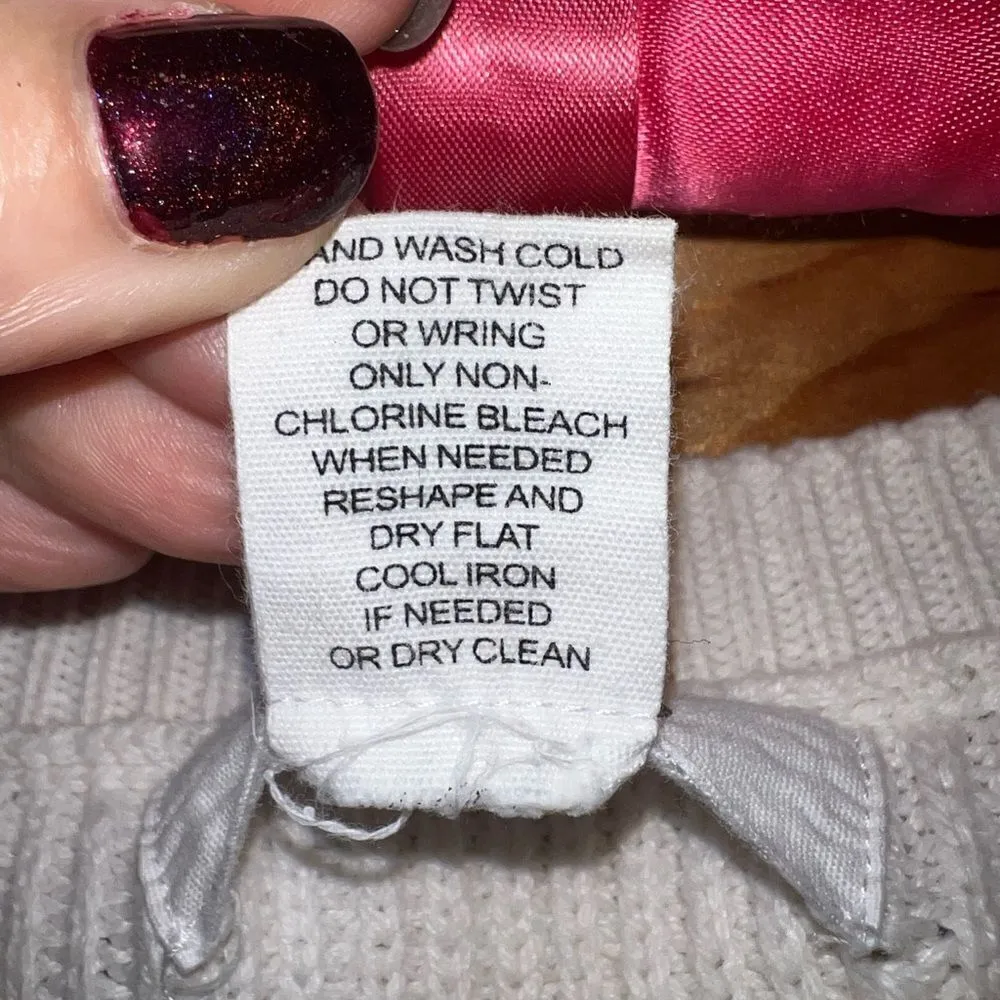 AND WASH COLD
DO NOT TWIST
OR WRING
ONLY NON-
CHLORINE BLEACH
WHEN NEEDED
RESHAPE AND
DRY FLAT
COOL IRON
IF NEEDED
OR DRY CLEAN